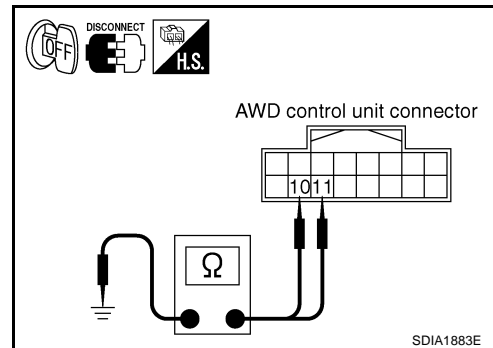 DISCONNECT
OFF
H.S.
AWD control unit connector
10 11
Ω
SDIA1883E